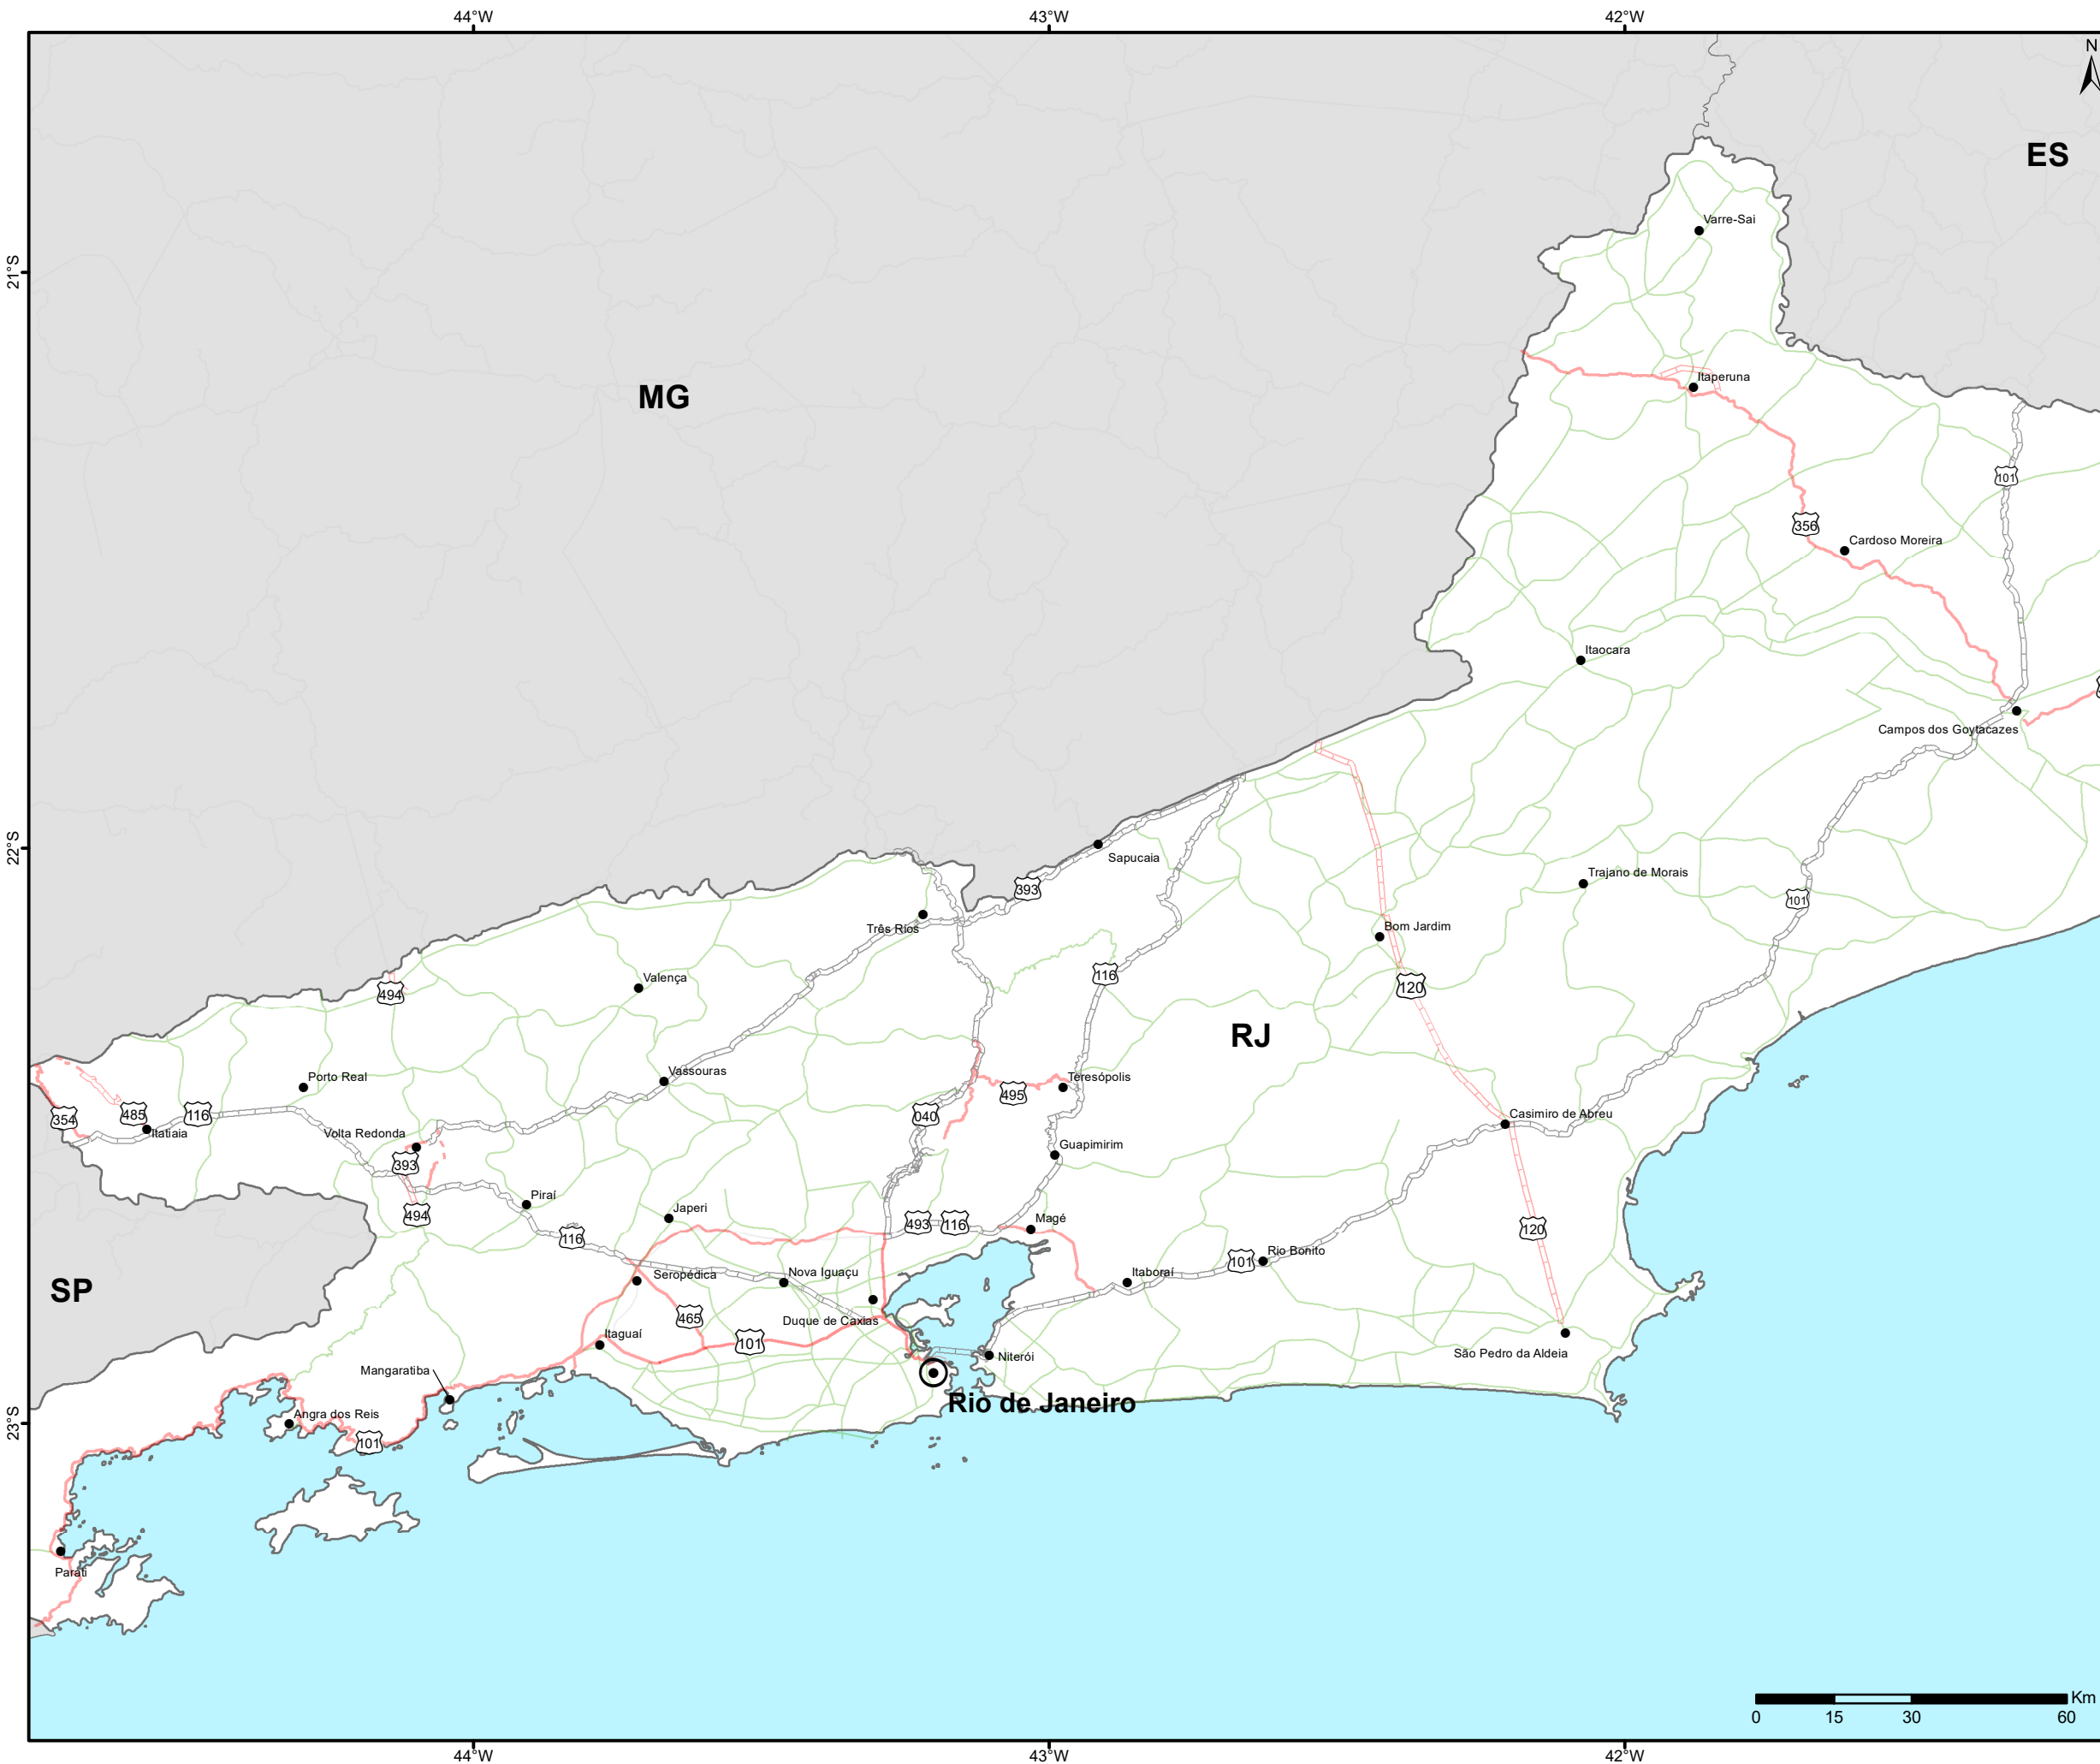 44°W
43°W
42°W
N
ES
Varre-Sai
21°S
Itaperuna
MG
101
356
Cardoso Moreira
Itaocara
Campos dos Goytacazes
22°S
Sapucaia
393
Trajano de Morais
101
Três Rios
Bom Jardim
116
Valença
494
120
RJ
Vassouras
Porto Real
Teresópolis
495
354
485
116
040
Casimiro de Abreu
Itatiaia
Volta Redonda
Guapimirim
393
Piraí
494
Japeri
493
116
Magé
120
116
Rio Bonito
101
Itaboraí
Seropédica
Nova Iguaçu
SP
465
Duque de Caxias
101
Itaguaí
Niterói
São Pedro da Aldeia
Mangaratiba
Rio de Janeiro
Angra dos Reis
23°S
101
Parati
Km
0
15
30
60
44°W
43°W
42°W